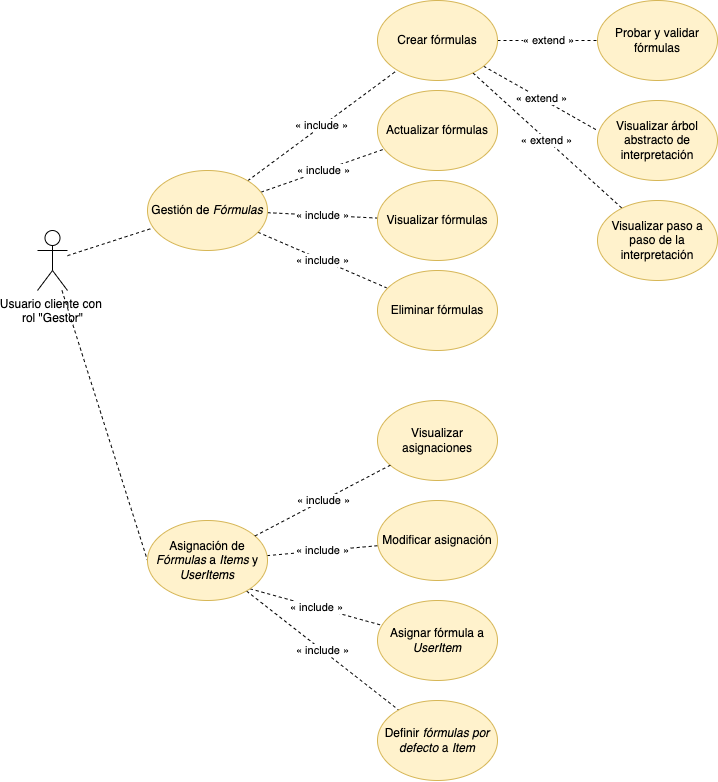 Crear fórmulas
« extend »
Probar y validar
fórmulas
« extend »
Visualizar árbol
abstracto de
interpretación
« extend »
Visualizar paso a
paso de la
interpretación
« include »
Actualizar fórmulas
« include »
Gestión de Fórmulas
« include »
Visualizar fórmulas
« include »
Eliminar fórmulas
Usuario cliente con
rol "Gestor"
Visualizar
asignaciones
« include »
Modificar asignación
« include »
Asignación de
Fórmulas a Items y
UserItems
« include »
Asignar fórmula a
UserItem
« include »
Definir fórmulas por
defecto a Item